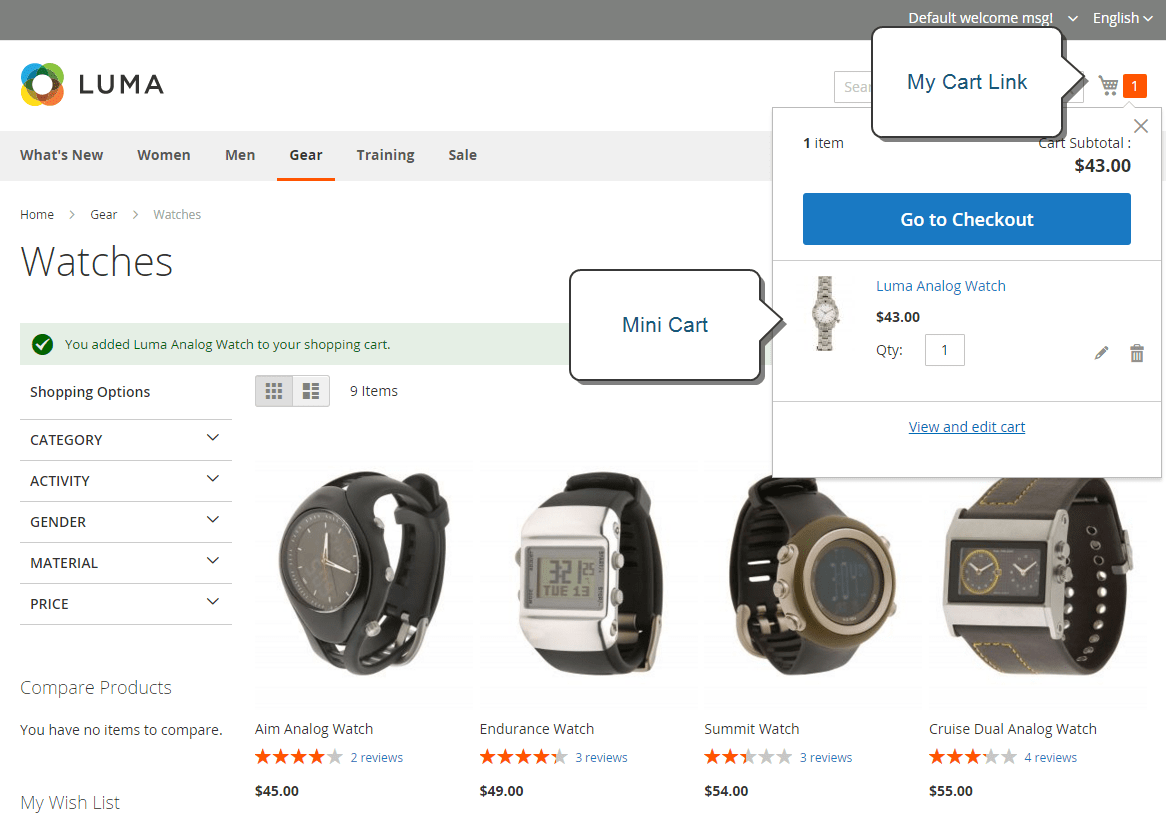 Default welcome msg!
English
LUMA
Sear
My Cart Link
1
What's New
Women
Men
Gear
Training
Sale
1 item
Cart Subtotal :
$43.00
Go to Checkout
Home
Gear
Watches
Watches
Luma Analog Watch
$43.00
Qty:
1
View and edit cart
Mini Cart
You added Luma Analog Watch to your shopping cart.
Shopping Options
9 Items
CATEGORY
ACTIVITY
GENDER
MATERIAL
PRICE
Compare Products
You have no items to compare.
My Wish List
TUE 13
Aim Analog Watch
2 reviews
$45.00
Endurance Watch
3 reviews
$49.00
Summit Watch
3 reviews
$54.00
Cruise Dual Analog Watch
4 reviews
$55.00